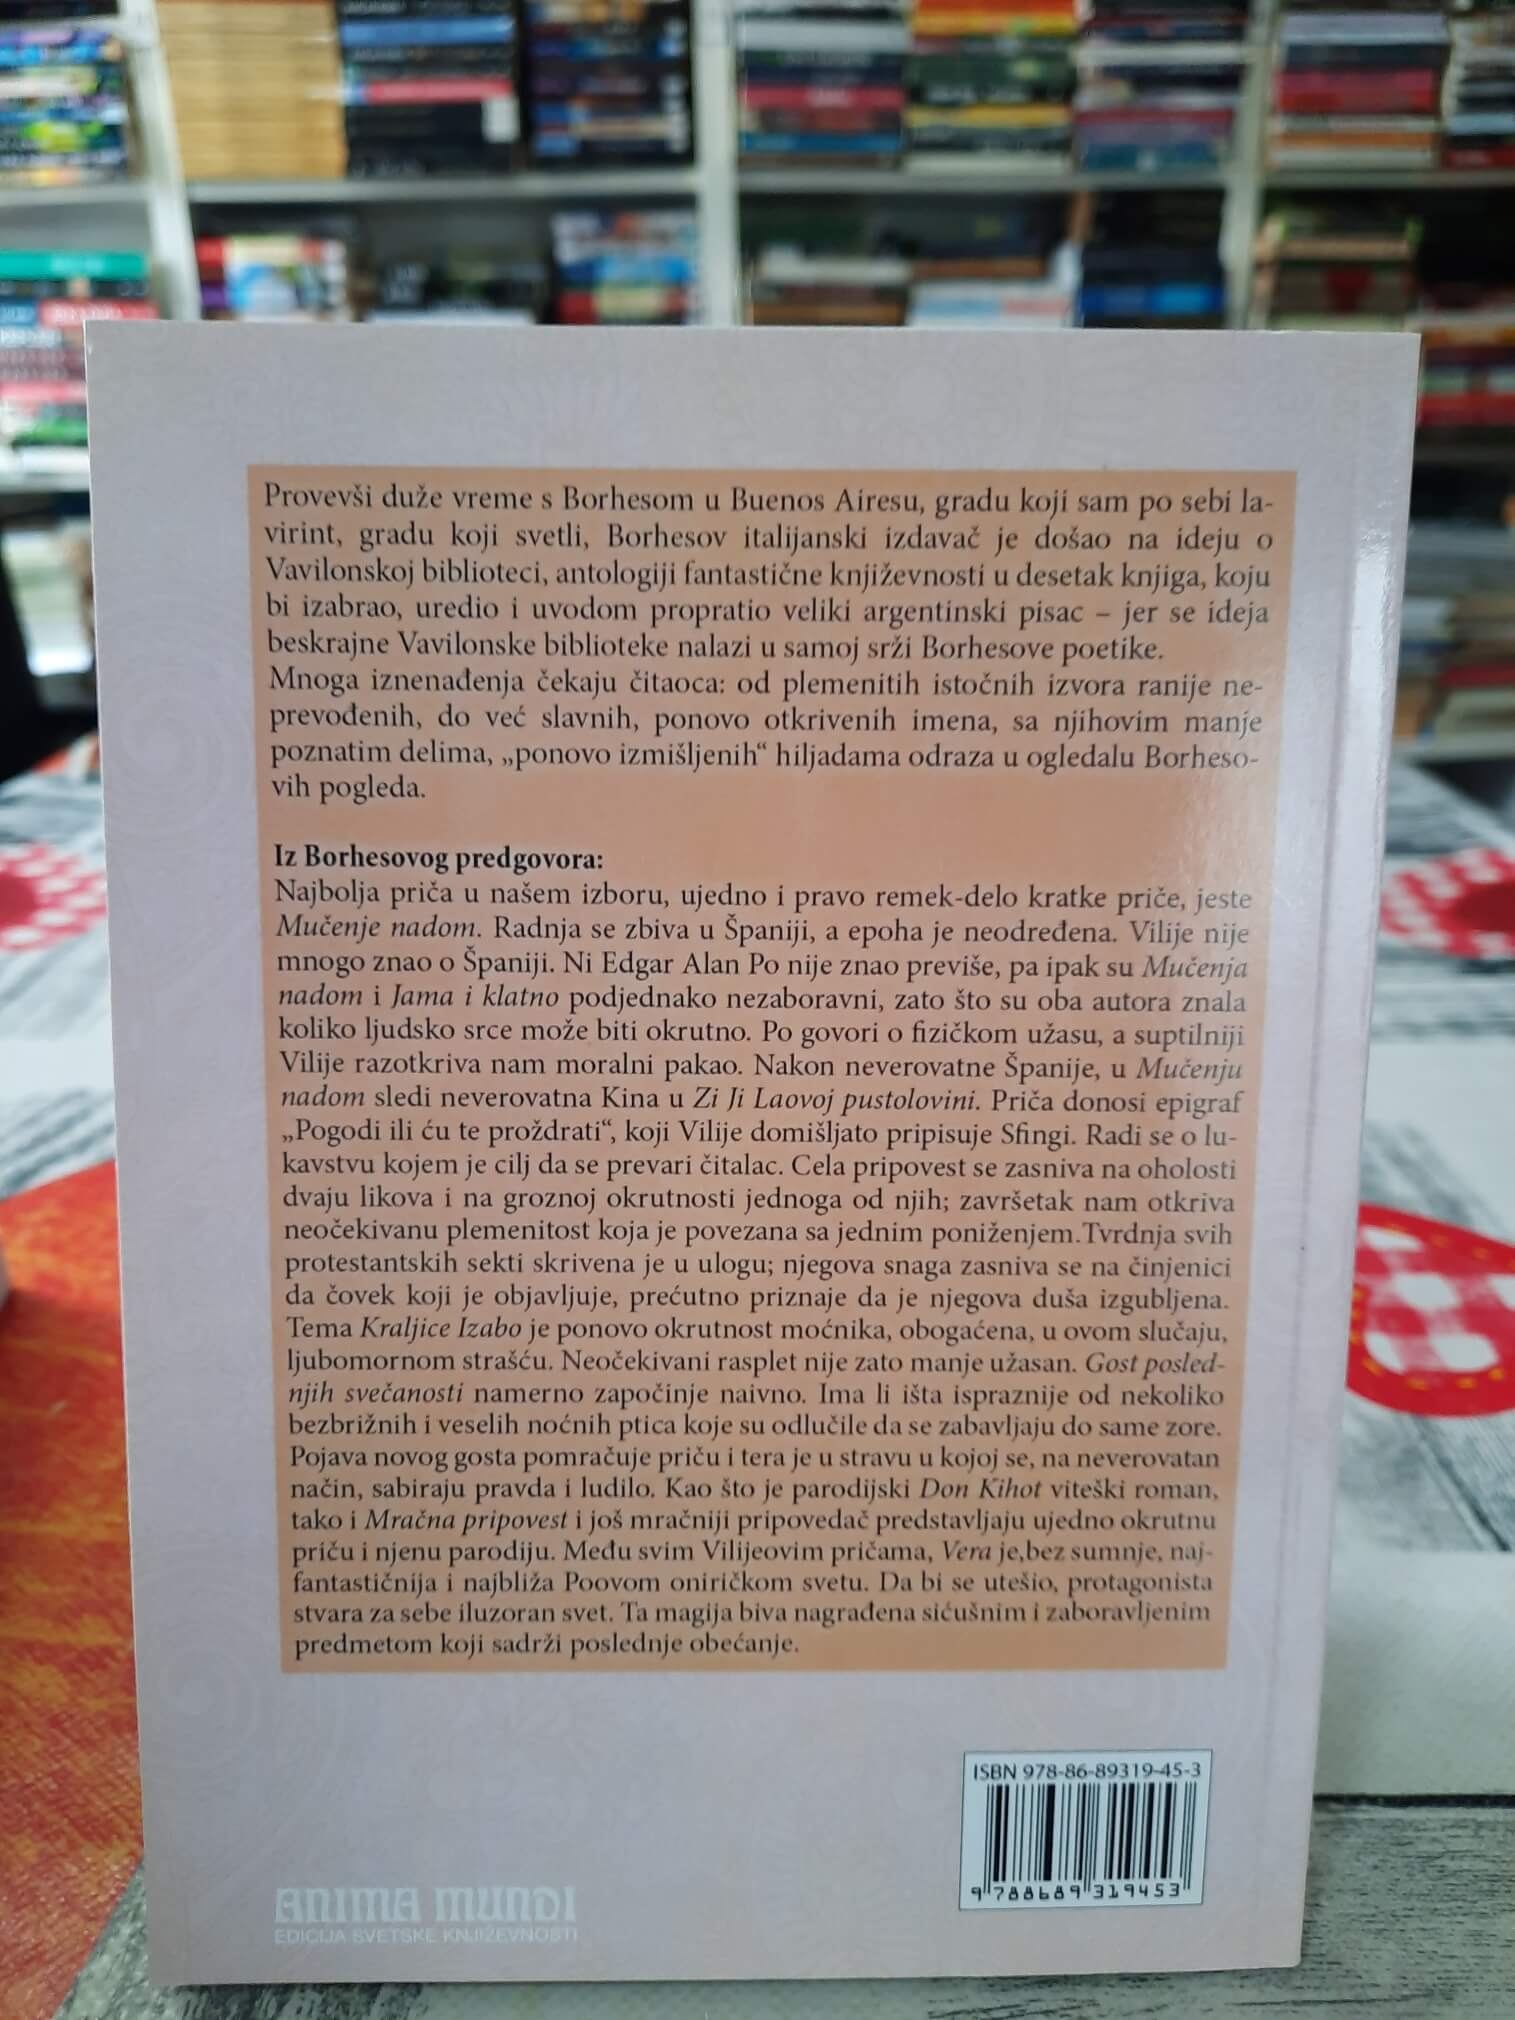 Provevši duže vreme s Borhesom u Buenos Airesu, gradu koji sam po sebi la-
virint, gradu koji svetli, Borhesov italijanski izdavač je došao na ideju o
Vavilonskoj biblioteci, antologiji fantastične književnosti u desetak knjiga, koju
bi izabrao, uredio i uvodom propratio veliki argentinski pisac – jer se ideja
beskrajne Vavilonske biblioteke nalazi u samoj srži Borhesove poetike.
Mnoga iznenađenja čekaju čitaoca: od plemenitih istočnih izvora ranije ne-
prevođenih, do već slavnih, ponovo otkrivenih imena, sa njihovim manje
poznatim delima, „ponovo izmišljenih“ hiljadama odraza u ogledalu Borheso-
vih pogleda.
Iz Borhesovog predgovora:
Najbolja priča u našem izboru, ujedno i pravo remek-delo kratke priče, jeste
Mučenje nadom. Radnja se zbiva u Španiji, a epoha je neodređena. Vilije nije
mnogo znao o Španiji. Ni Edgar Alan Po nije znao previše, pa ipak su Mučenja
nadom i Jama i klatno podjednako nezaboravni, zato što su oba autora znala
koliko ljudsko srce može biti okrutno. Po govori o fizičkom užasu, a suptilniji
Vilije razotkriva nam moralni pakao. Nakon neverovatne Španije, u Mučenju
nadom sledi neverovatna Kina u Zi Ji Laovoj pustolovini. Priča donosi epigraf
„Pogodi ili ću te proždrati“, koji Vilije domišljato pripisuje Sfingi. Radi se o lu-
kavstvu kojem je cilj da se prevari čitalac. Cela pripovest se zasniva na oholosti
dvaju likova i na groznoj okrutnosti jednoga od njih; završetak nam otkriva
neočekivanu plemenitost koja je povezana sa jednim poniženjem.Tvrdnja svih
protestantskih sekti skrivena je u ulogu; njegova snaga zasniva se na činjenici
da čovek koji je objavljuje, prećutno priznaje da je njegova duša izgubljena.
Tema Kraljice Izabo je ponovo okrutnost moćnika, obogaćena, u ovom slučaju,
ljubomornom strašću. Neočekivani rasplet nije zato manje užasan. Gost posled-
njih svečanosti namerno započinje naivno. Ima li išta ispraznije od nekoliko
bezbrižnih i veselih noćnih ptica koje su odlučile da se zabavljaju do same zore.
Pojava novog gosta pomračuje priču i tera je u stravu u kojoj se, na neverovatan
način, sabiraju pravda i ludilo. Kao što je parodijski Don Kihot viteški roman,
tako i Mračna pripovest i još mračniji pripovedač predstavljaju ujedno okrutnu
priču i njenu parodiju. Među svim Vilijeovim pričama, Vera je,bez sumnje, naj-
fantastičnija i najbliža Poovom oniričkom svetu. Da bi se utešio, protagonista
stvara za sebe iluzoran svet. Ta magija biva nagrađena sićušnim i zaboravljenim
predmetom koji sadrži poslednje obećanje.
ISBN 978-86-89319-45-3
9 788689 319453
ANIMA MUNDI
EDICIJA SVETSKE KNJIŽEVNOSTI